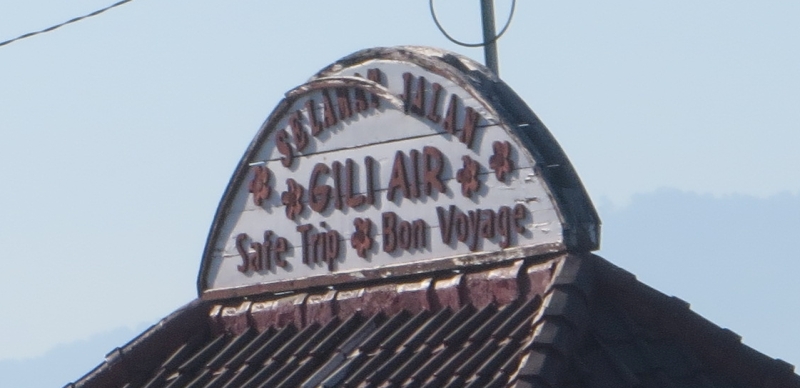 SELAMAT JALAN
GILI AIR
Safe Trip Bon Voyage